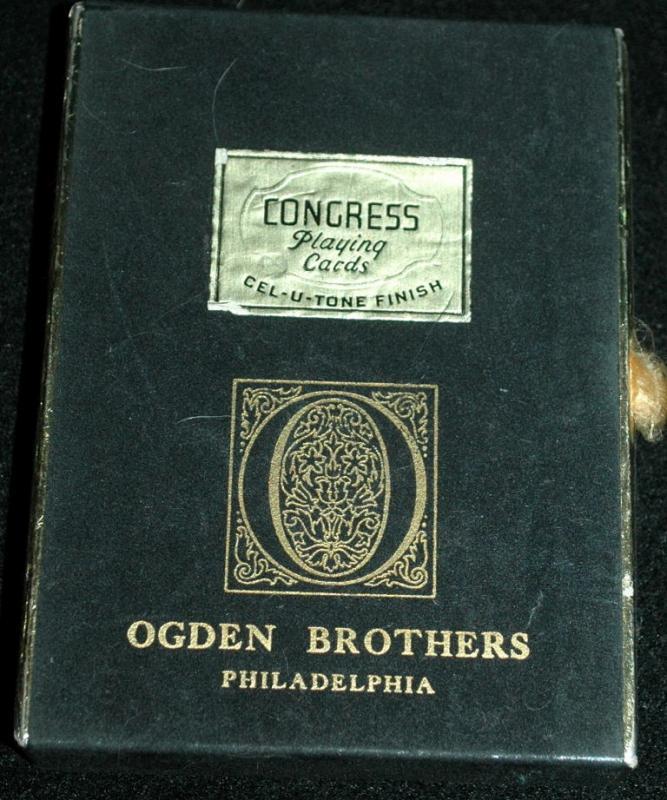 CONGRESS
Playing
Cards
CEL-U-TONE FINISH
O
OGDEN BROTHERS
PHILADELPHIA